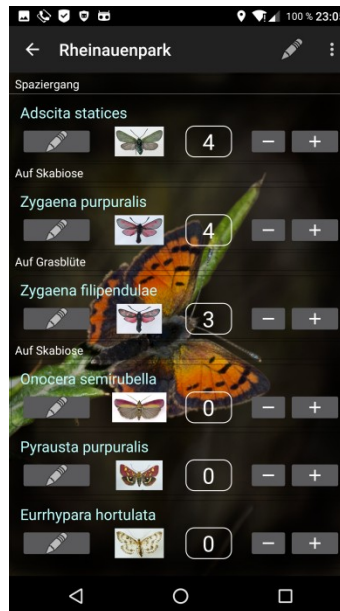 100 % 23:05
Rheinauenpark
Spaziergang
Adscita statices
4
− +
Auf Skabiose
Zygaena purpuralis
4
− +
Auf Grasblüte
Zygaena filipendulae
3
− +
Auf Skabiose
Onocera semirubella
0
− +
Pyrausta purpuralis
0
− +
Eurrhypara hortulata
0
− +